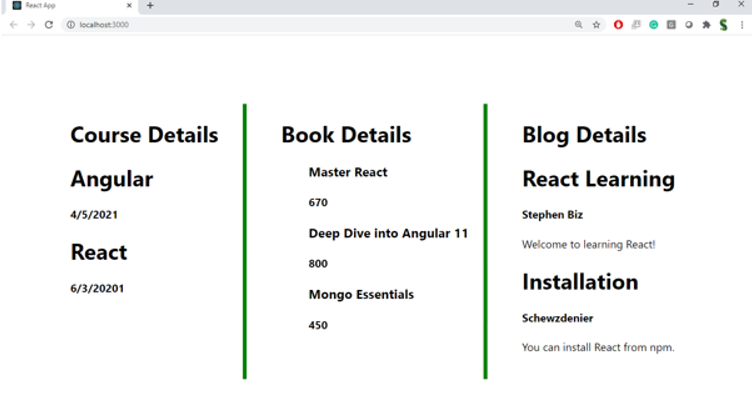 React App
localhost:3000
Course Details
Angular
4/5/2021
React
6/3/20201
Book Details
Master React
670
Deep Dive into Angular 11
800
Mongo Essentials
450
Blog Details
React Learning
Stephen Biz
Welcome to learning React!
Installation
Schewzdenier
You can install React from npm.